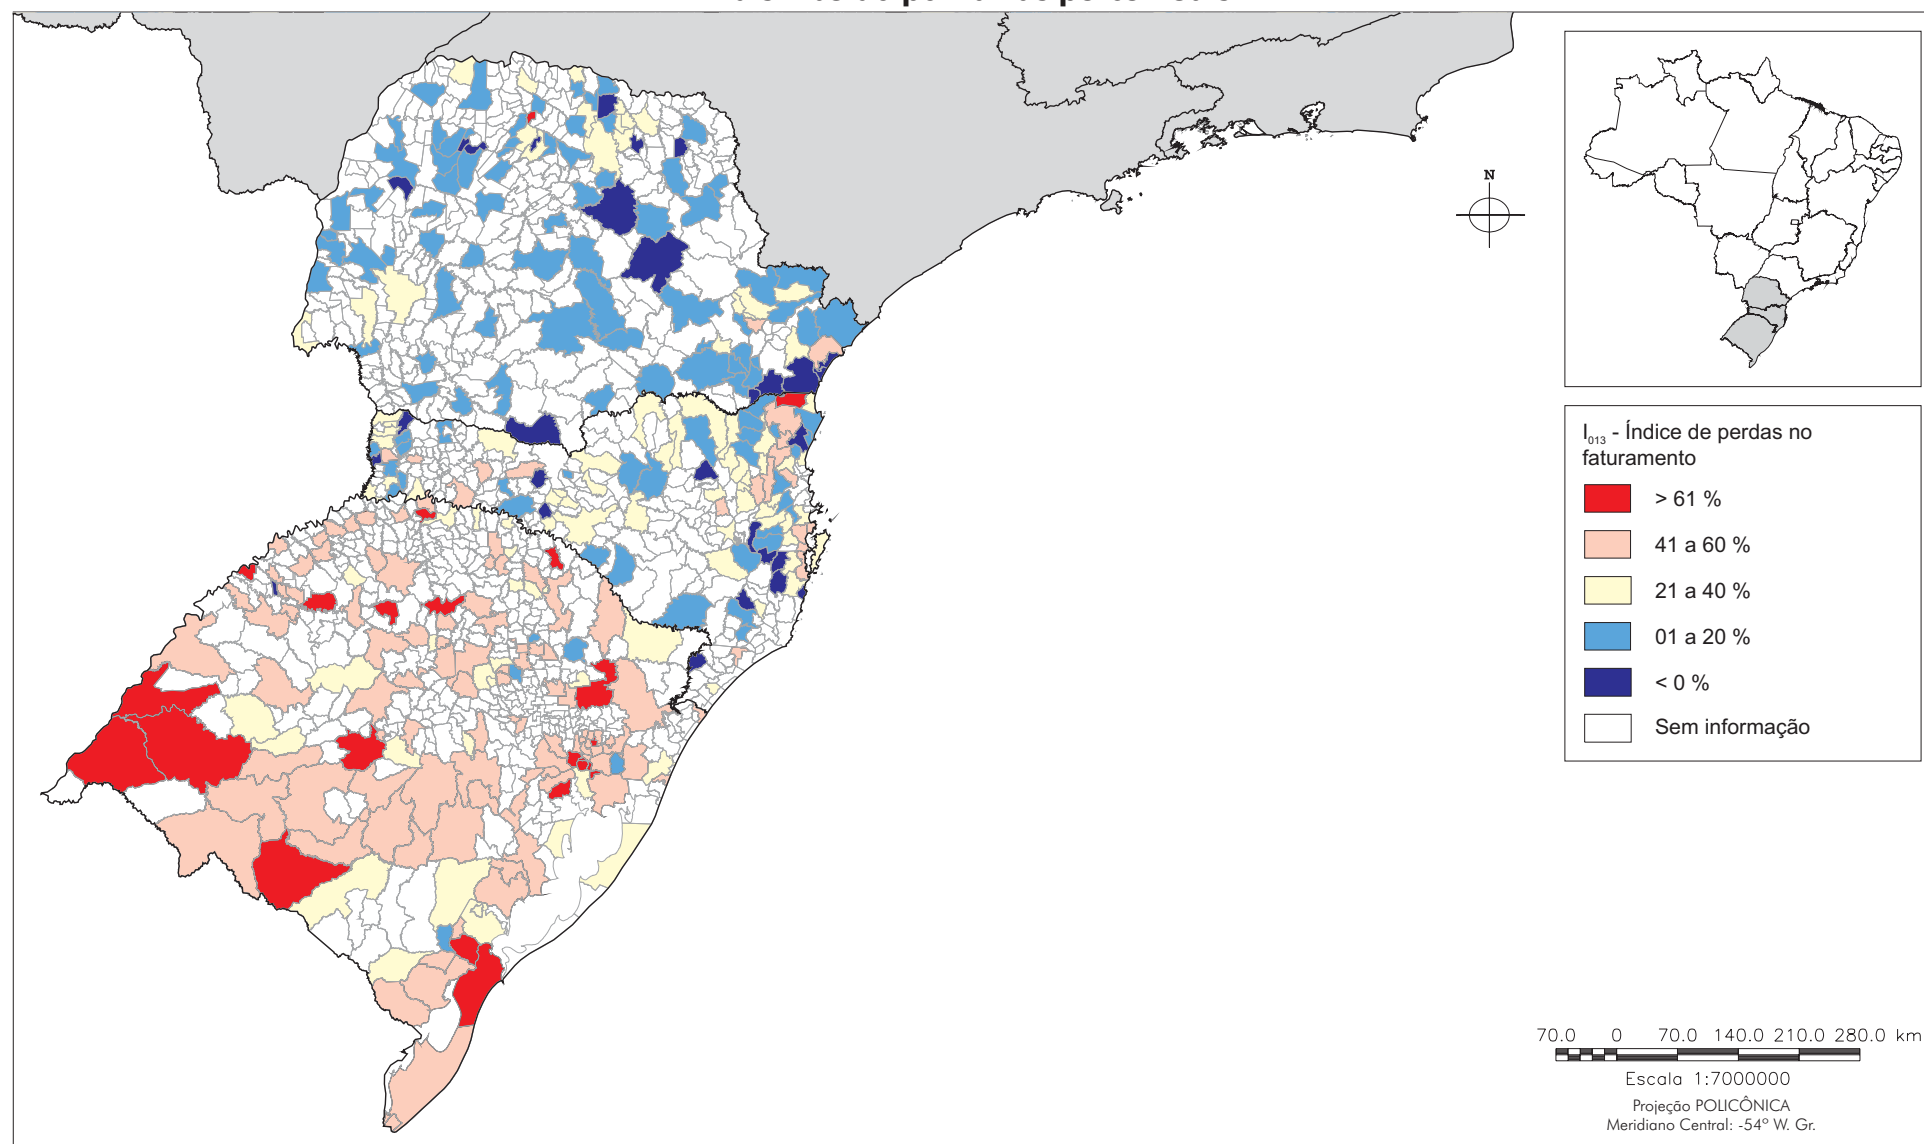 N
I013 - Índice de perdas no
faturamento
> 61 %
41 a 60 %
21 a 40 %
01 a 20 %
< 0 %
Sem informação
70.0 0 70.0 140.0 210.0 280.0 km
Escala 1:7000000
Projeção POLICÔNICA
Meridiano Central: -54º W. Gr.